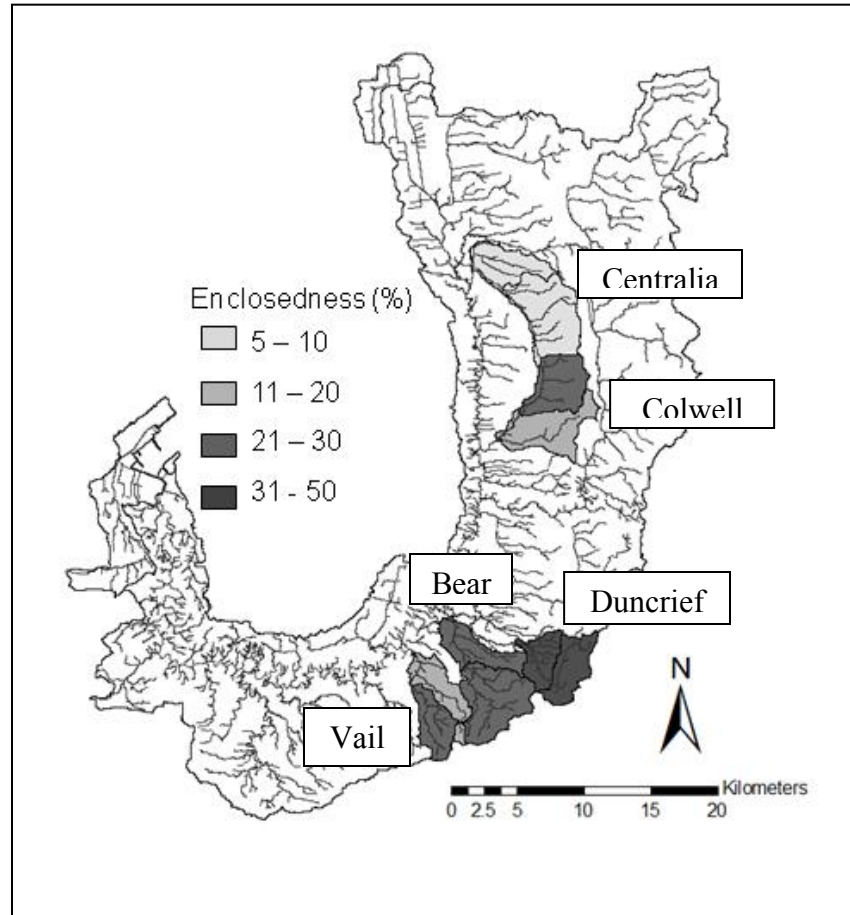 Centralia
Enclosedness (%)
5 – 10
11 – 20
21 – 30
31 - 50
Colwell
Bear
Duncrief
Vail
N
Kilometers
0 2.5 5 10 15 20